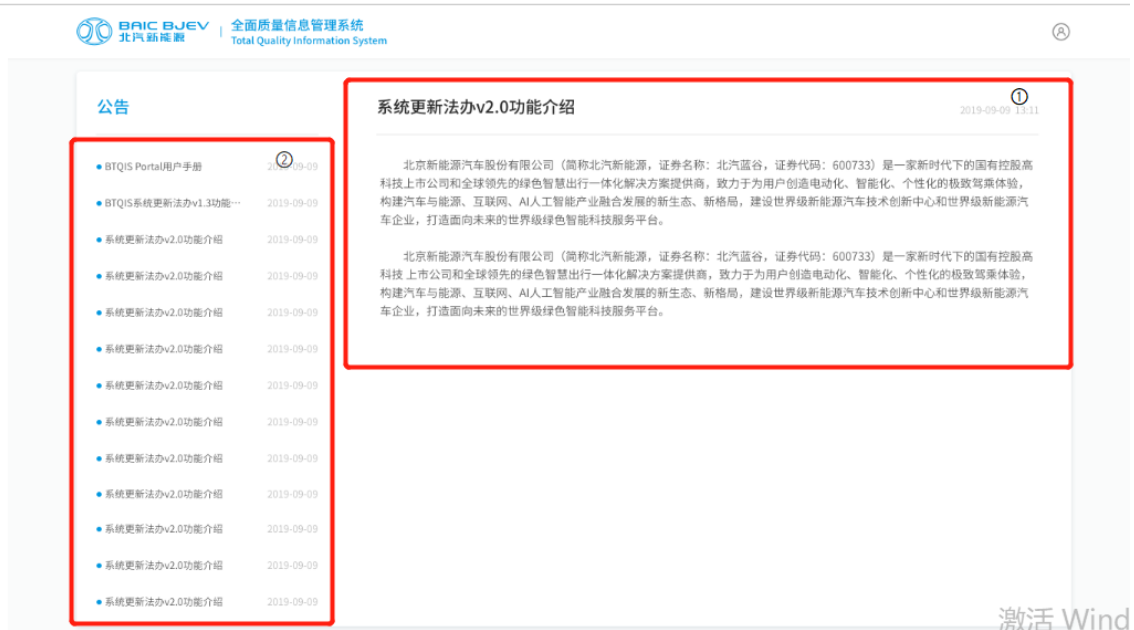 BAIC BJEV
北汽新能源
全面质量信息管理系统
Total Quality Information System
公告
BTQIS Portal用户手册
②
2019-09-09
BTQIS系统更新法办v1.3功能…
2019-09-09
系统更新法办v2.0功能介绍
2019-09-09
系统更新法办v2.0功能介绍
2019-09-09
系统更新法办v2.0功能介绍
2019-09-09
系统更新法办v2.0功能介绍
2019-09-09
系统更新法办v2.0功能介绍
2019-09-09
系统更新法办v2.0功能介绍
2019-09-09
系统更新法办v2.0功能介绍
2019-09-09
系统更新法办v2.0功能介绍
2019-09-09
系统更新法办v2.0功能介绍
2019-09-09
系统更新法办v2.0功能介绍
2019-09-09
系统更新法办v2.0功能介绍
2019-09-09
系统更新法办v2.0功能介绍
①
2019-09-09 13:11
北京新能源汽车股份有限公司（简称北汽新能源，证券名称：北汽蓝谷，证券代码：600733）是一家新时代下的国有控股高
科技上市公司和全球领先的绿色智慧出行一体化解决方案提供商，致力于为用户创造电动化、智能化、个性化的极致驾乘体验，
构建汽车与能源、互联网、AI人工智能产业融合发展的新生态、新格局，建设世界级新能源汽车技术创新中心和世界级新能源汽
车企业，打造面向未来的世界级绿色智能科技服务平台。
北京新能源汽车股份有限公司（简称北汽新能源，证券名称：北汽蓝谷，证券代码：600733）是一家新时代下的国有控股高
科技 上市公司和全球领先的绿色智慧出行一体化解决方案提供商，致力于为用户创造电动化、智能化、个性化的极致驾乘体验，
构建汽车与能源、互联网、AI人工智能产业融合发展的新生态、新格局，建设世界级新能源汽车技术创新中心和世界级新能源汽
车企业，打造面向未来的世界级绿色智能科技服务平台。
激活 Wind